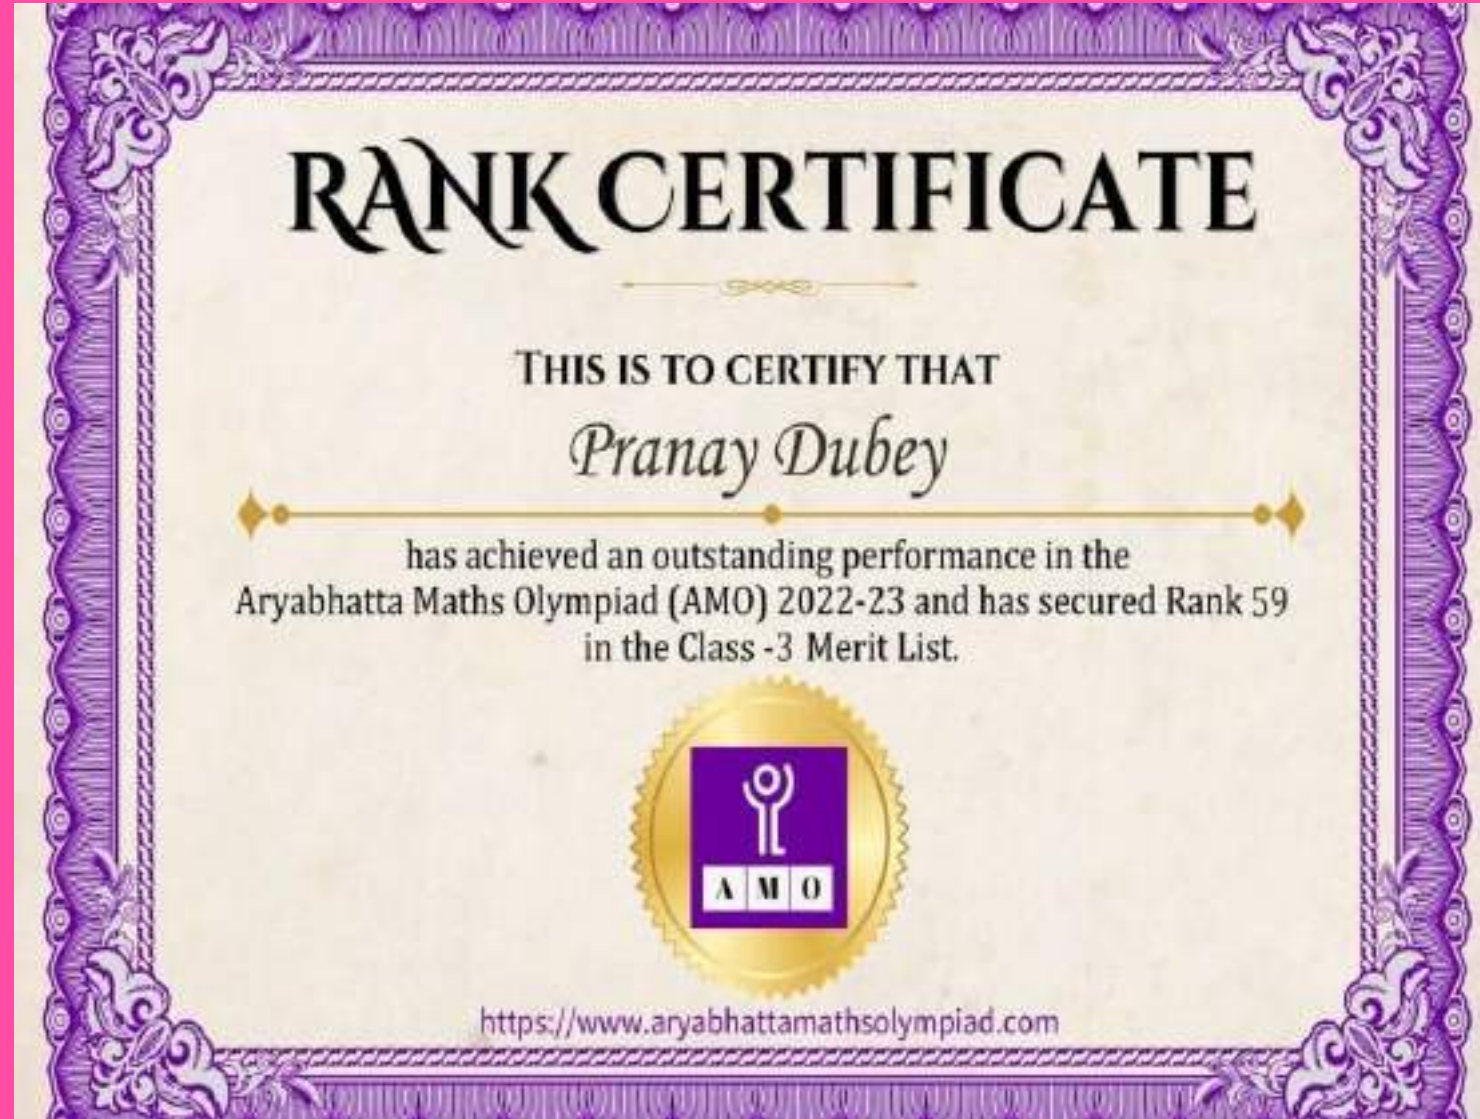 RANK CERTIFICATE
THIS IS TO CERTIFY THAT
Pranay Dubey
has achieved an outstanding performance in the
Aryabhatta Maths Olympiad (AMO) 2022-23 and has secured Rank 59
in the Class -3 Merit List.
A M O
https://www.aryabhattamathsolympiad.com